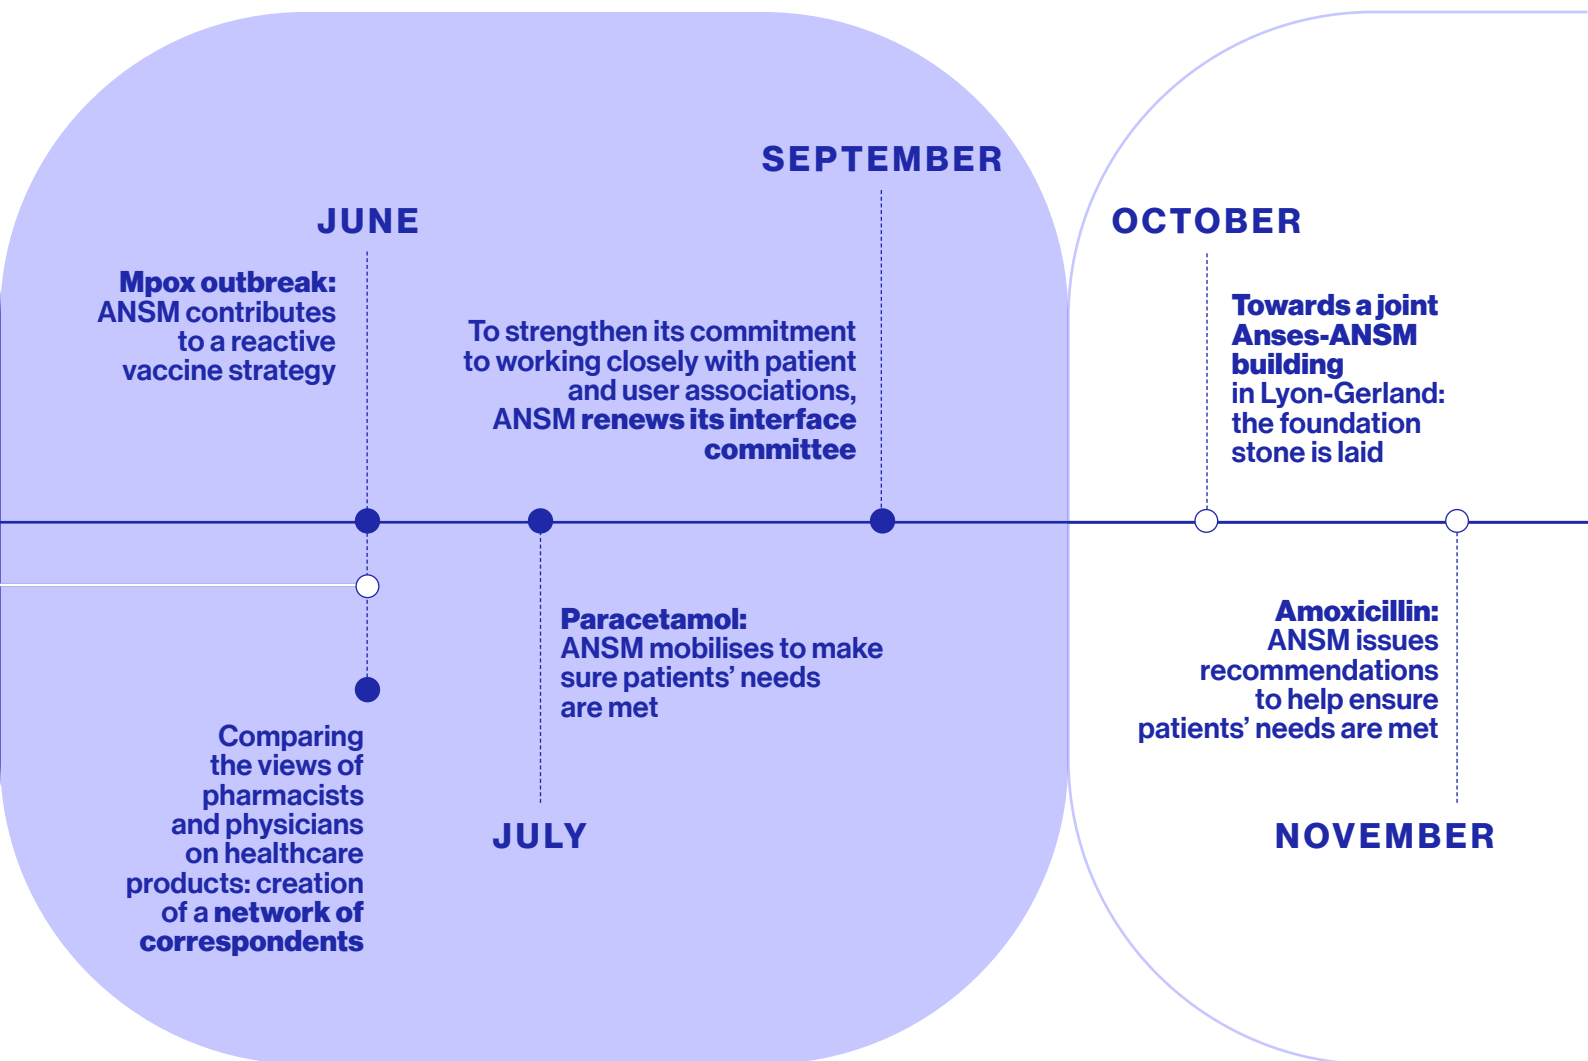 JUNE
Mpox outbreak:
ANSM contributes
to a reactive
vaccine strategy
Comparing
the views of
pharmacists
and physicians
on healthcare
products: creation
of a network of
correspondents
Paracetamol:
ANSM mobilises to make
sure patients’ needs
are met
JULY
SEPTEMBER
To strengthen its commitment
to working closely with patient
and user associations,
ANSM renews its interface
committee
OCTOBER
Towards a joint
Anses-ANSM
building
in Lyon-Gerland:
the foundation
stone is laid
Amoxicillin:
ANSM issues
recommendations
to help ensure
patients’ needs are met
NOVEMBER